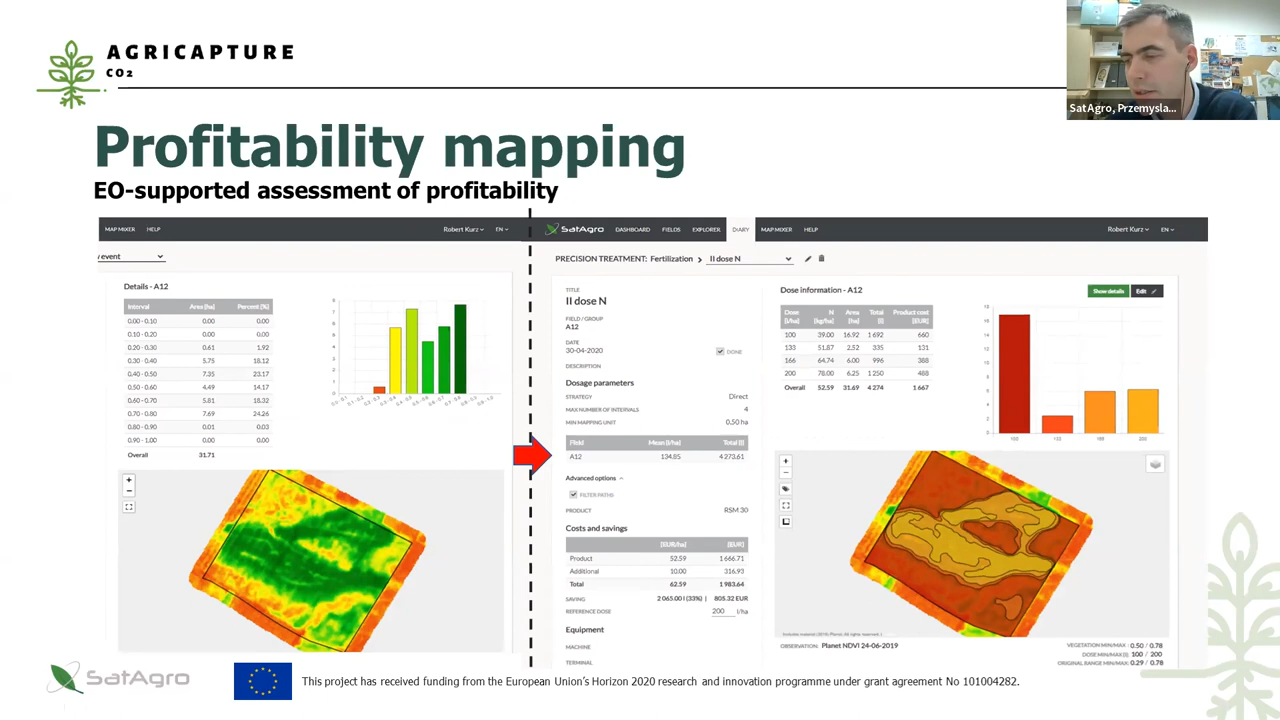 AGRICAPTURE
CO2
SatAgro, Przemysla...
Profitability mapping
EO-supported assessment of profitability
MAP MIXER HELP Robert Kurz EN
y event
Details - A12
Interval Area [ha] Percent [%]
0.00 - 0.10 0.00 0.00
0.10 - 0.20 0.00 0.00
0.20 - 0.30 0.61 1.92
0.30 - 0.40 5.75 18.12
0.40 - 0.50 7.35 23.17
0.50 - 0.60 4.49 14.17
0.60 - 0.70 5.81 18.32
0.70 - 0.80 7.69 24.26
0.80 - 0.90 0.01 0.03
0.90 - 1.00 0.00 0.00
Overall 31.71
SatAgro DASHBOARD FIELDS EXPLORER DIARY MAP MIXER HELP Robert Kurz EN
PRECISION TREATMENT: Fertilization > II dose N
TITLE
II dose N
FIELD / GROUP
A12
DATE
30-04-2020
DONE
DESCRIPTION
Dosage parameters
STRATEGY Direct
MAX NUMBER OF INTERVALS 4
MIN MAPPING UNIT 0.50 ha
Field Mean [l/ha] Total [l]
A12 134.85 4 273.61
Advanced options
FILTER PATHS
PRODUCT RSM 30
Costs and savings
[EUR/ha] [EUR]
Product 52.59 1 666.71
Additional 10.00 316.93
Total 62.59 1 983.64
SAVING 2 065.00 l (33%) | 805.32 EUR
REFERENCE DOSE 200 l/ha
Equipment
MACHINE
TERMINAL
Dose information - A12
Show details Edit
Dose [l/ha] N [kg/ha] Area [ha] Total [l] Product cost [EUR]
100 39.00 16.92 1 692 660
133 51.87 2.52 335 131
166 64.74 6.00 996 388
200 78.00 6.25 1 250 488
Overall 52.59 31.69 4 274 1 667
OBSERVATION: Planet NDVI 24-06-2019
VEGETATION MIN/MAX : 0.50 / 0.78
DOSE MIN/MAX[l]: 100 / 200
ORIGINAL RANGE MIN/MAX: 0.29 / 0.78
SatAgro
This project has received funding from the European Union's Horizon 2020 research and innovation programme under grant agreement No 101004282.